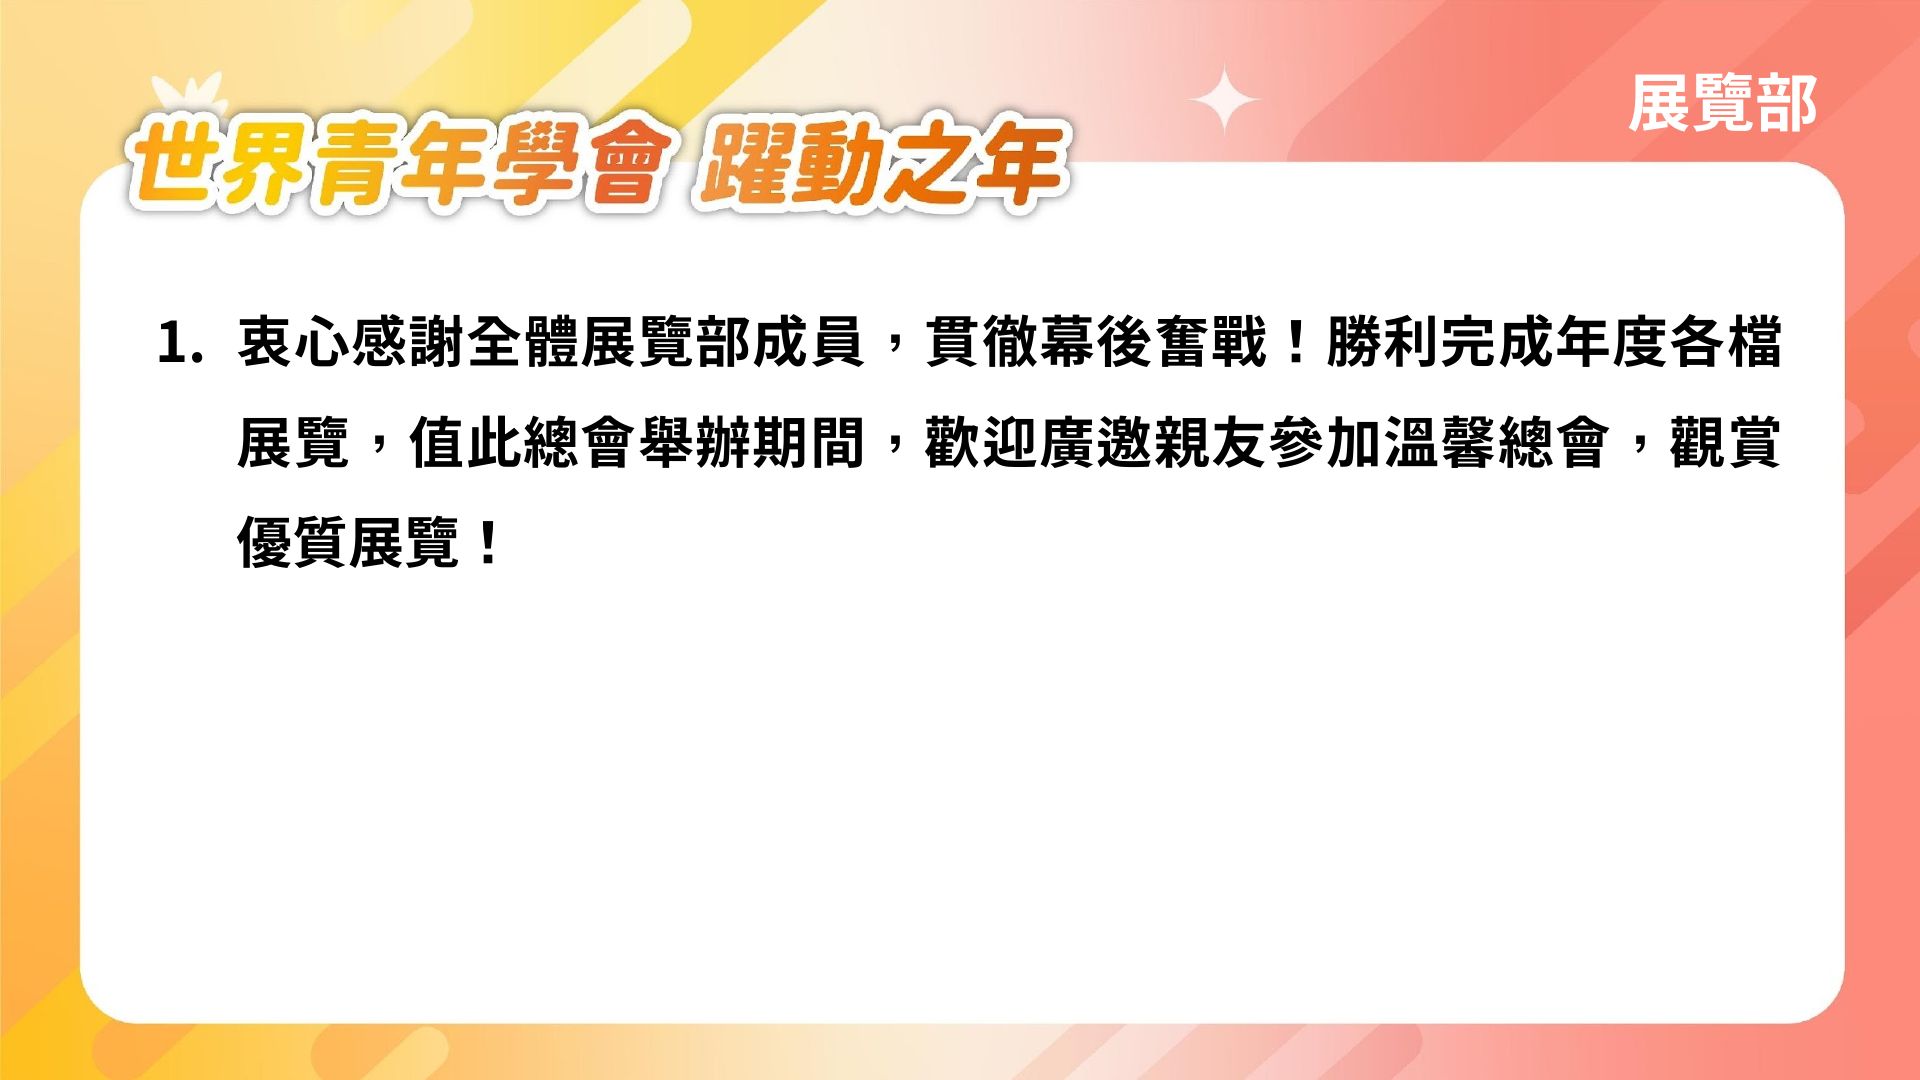 展覽部
世界青年學會 躍動之年
1. 衷心感謝全體展覽部成員，貫徹幕後奮戰！勝利完成年度各檔
展覽，值此總會舉辦期間，歡迎廣邀親友參加溫馨總會，觀賞
優質展覽！